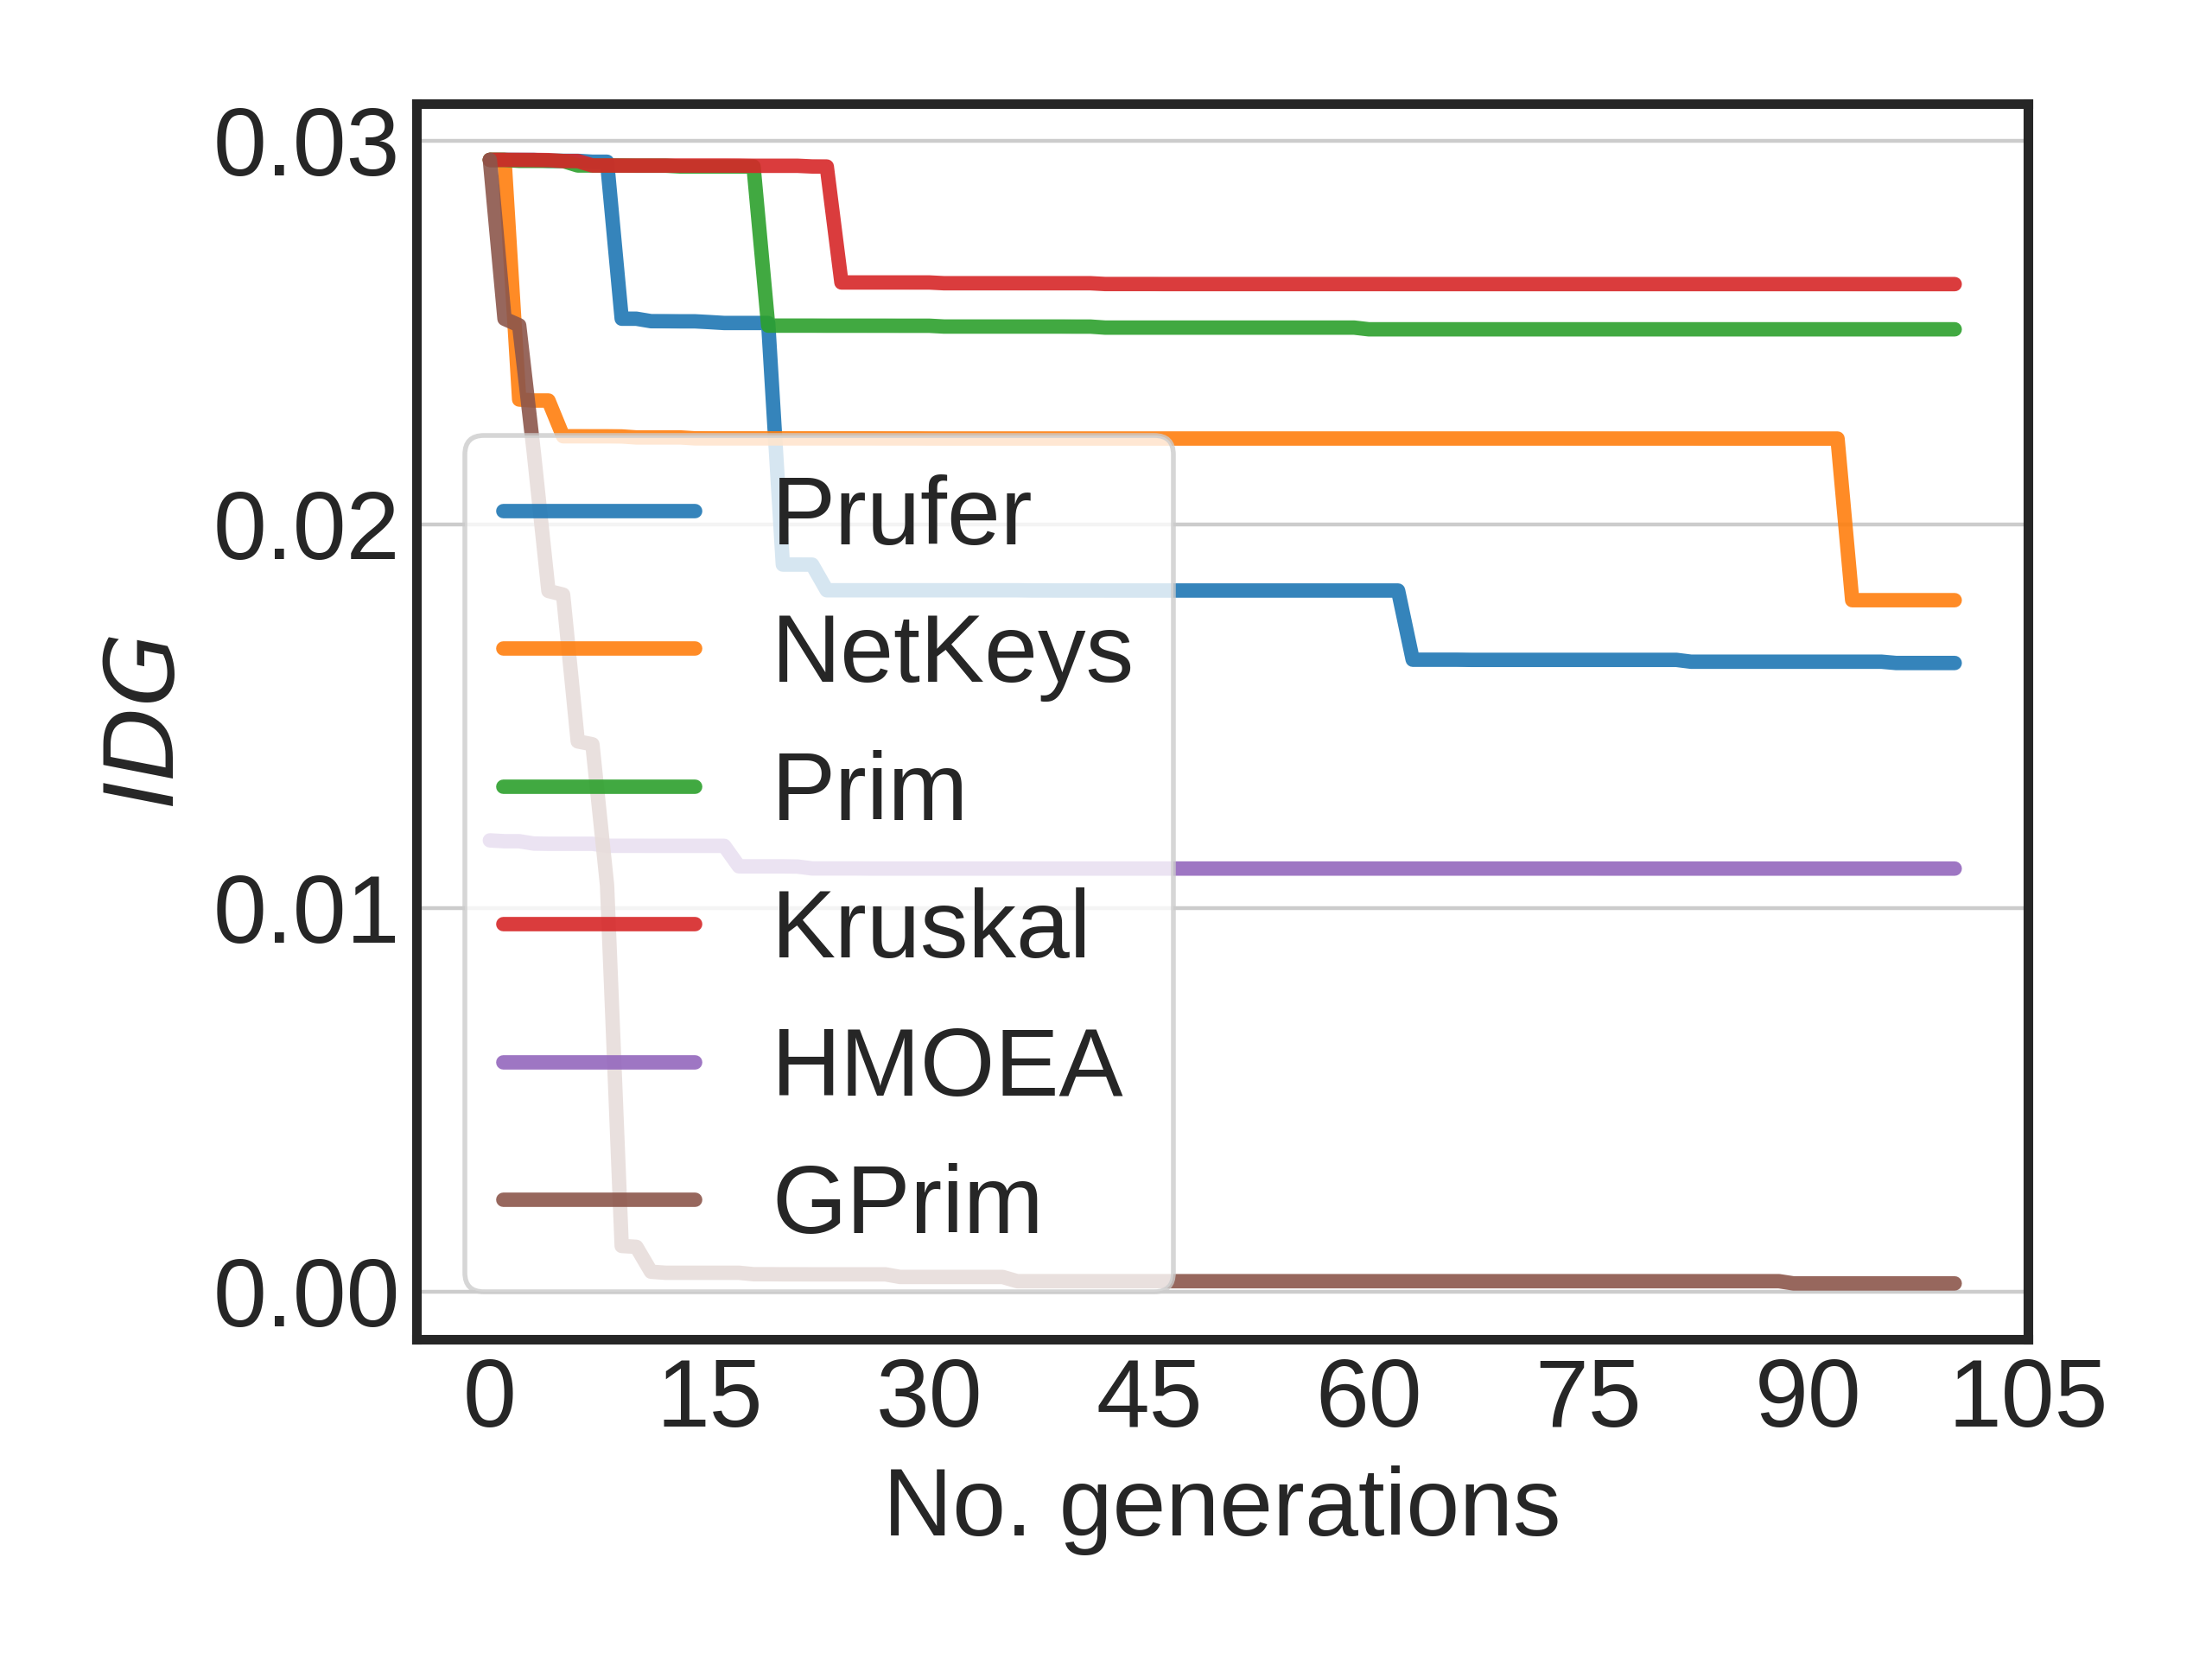 0.03
0.02
0.01
0.00
IDG
Prufer
NetKeys
Prim
Kruskal
HMOEA
GPrim
0 15 30 45 60 75 90 105
No. generations